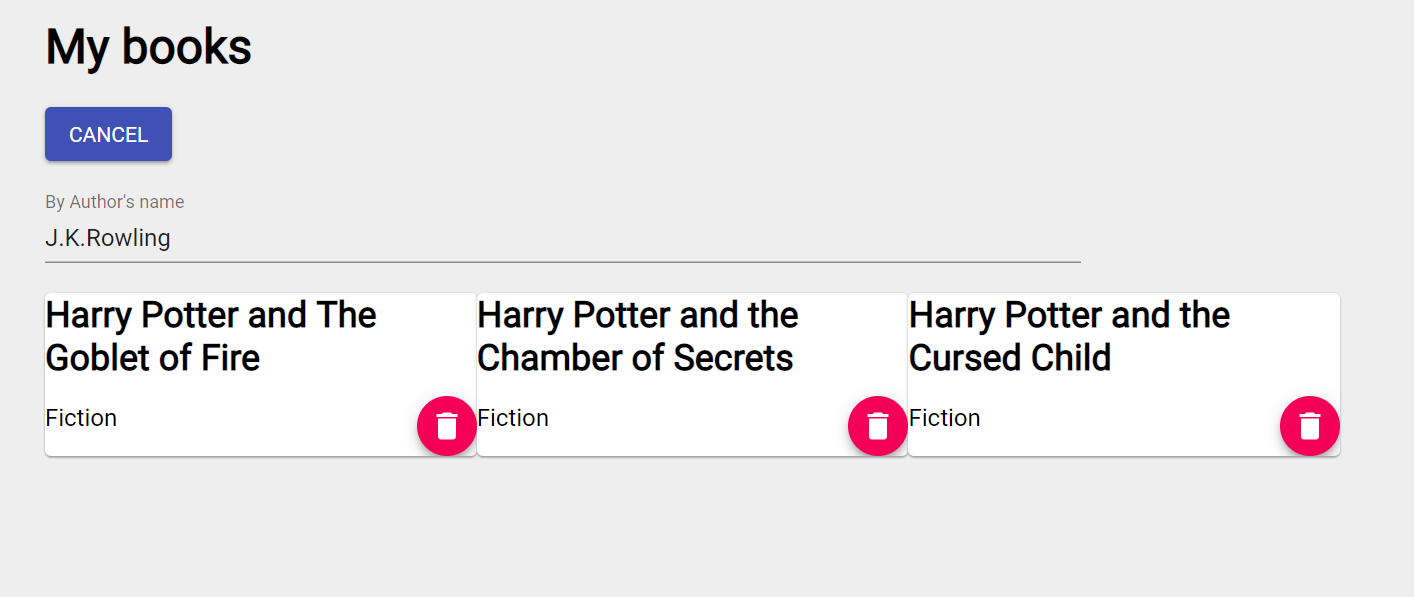 My books
CANCEL
By Author's name
J.K.Rowling
Harry Potter and The
Goblet of Fire
Fiction
Harry Potter and the
Chamber of Secrets
Fiction
Harry Potter and the
Cursed Child
Fiction